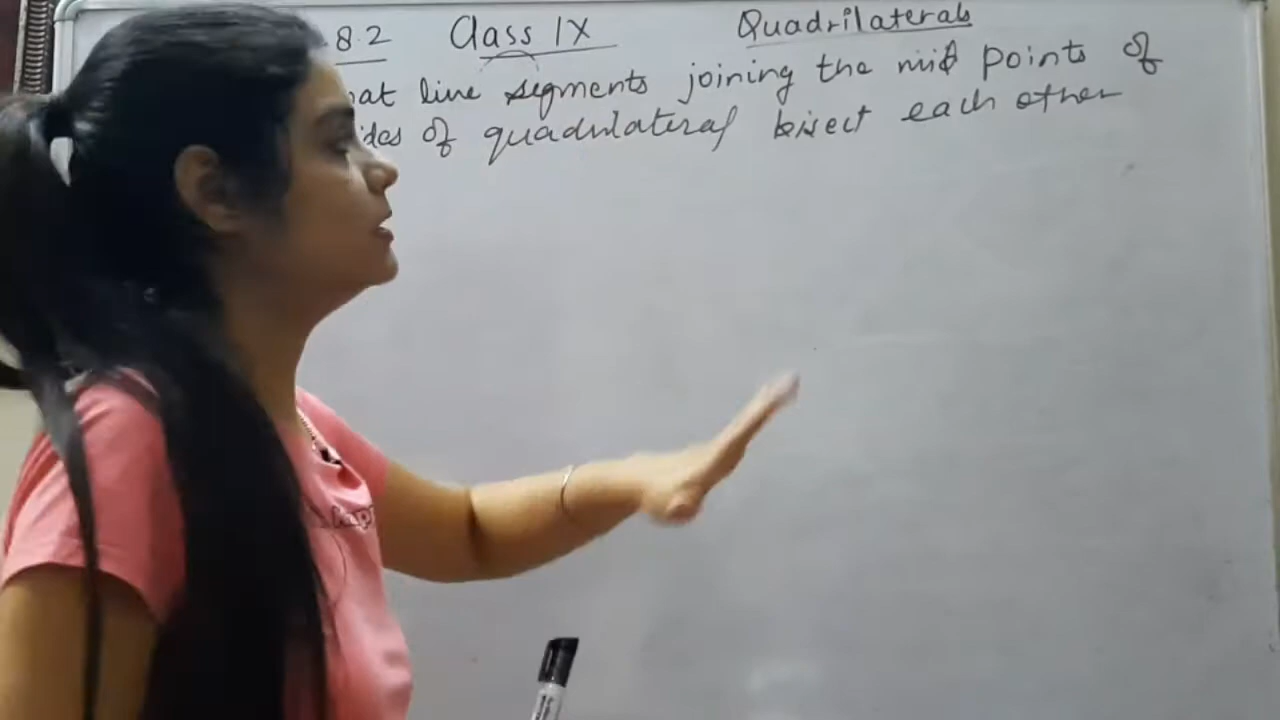 8.2 Class IX Quadrilaterals
at line segments joining the mid points of
ides of quadrilateral bisect each other